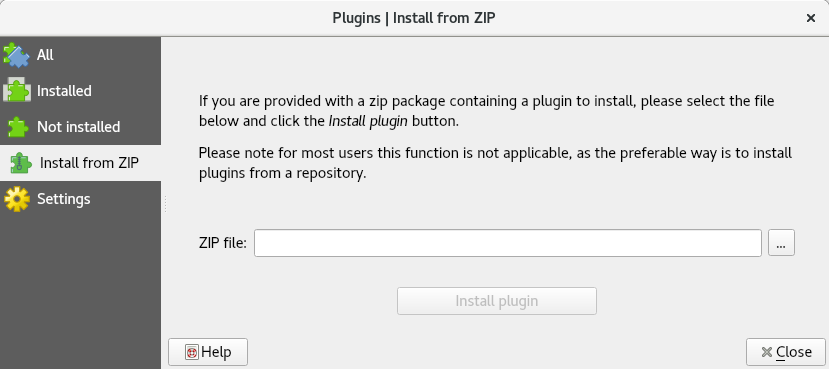 Plugins | Install from ZIP
All
Installed
Not installed
Install from ZIP
Settings
If you are provided with a zip package containing a plugin to install, please select the file
below and click the Install plugin button.
Please note for most users this function is not applicable, as the preferable way is to install
plugins from a repository.
ZIP file:
...
Install plugin
Help
Close